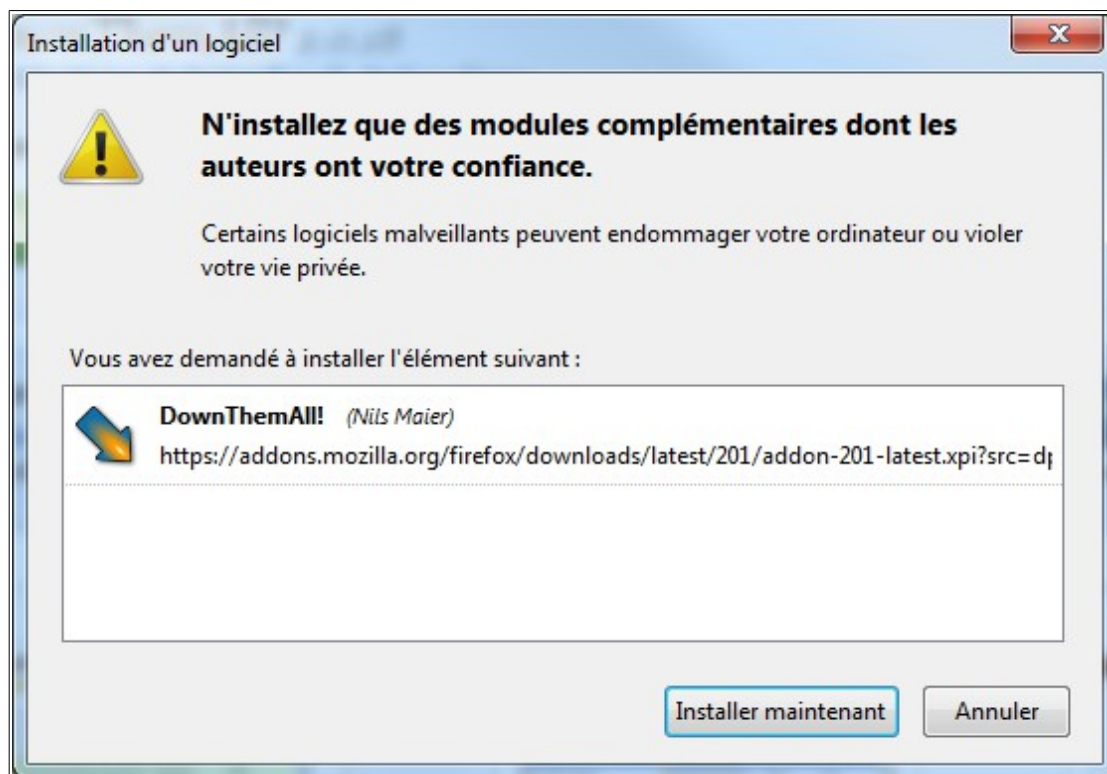 Installation d'un logiciel
N'installez que des modules complémentaires dont les
auteurs ont votre confiance.
Certains logiciels malveillants peuvent endommager votre ordinateur ou violer
votre vie privée.
Vous avez demandé à installer l'élément suivant :
DownThemAll! (Nils Maier)
https://addons.mozilla.org/firefox/downloads/latest/201/addon-201-latest.xpi?src=dp
Installer maintenant Annuler